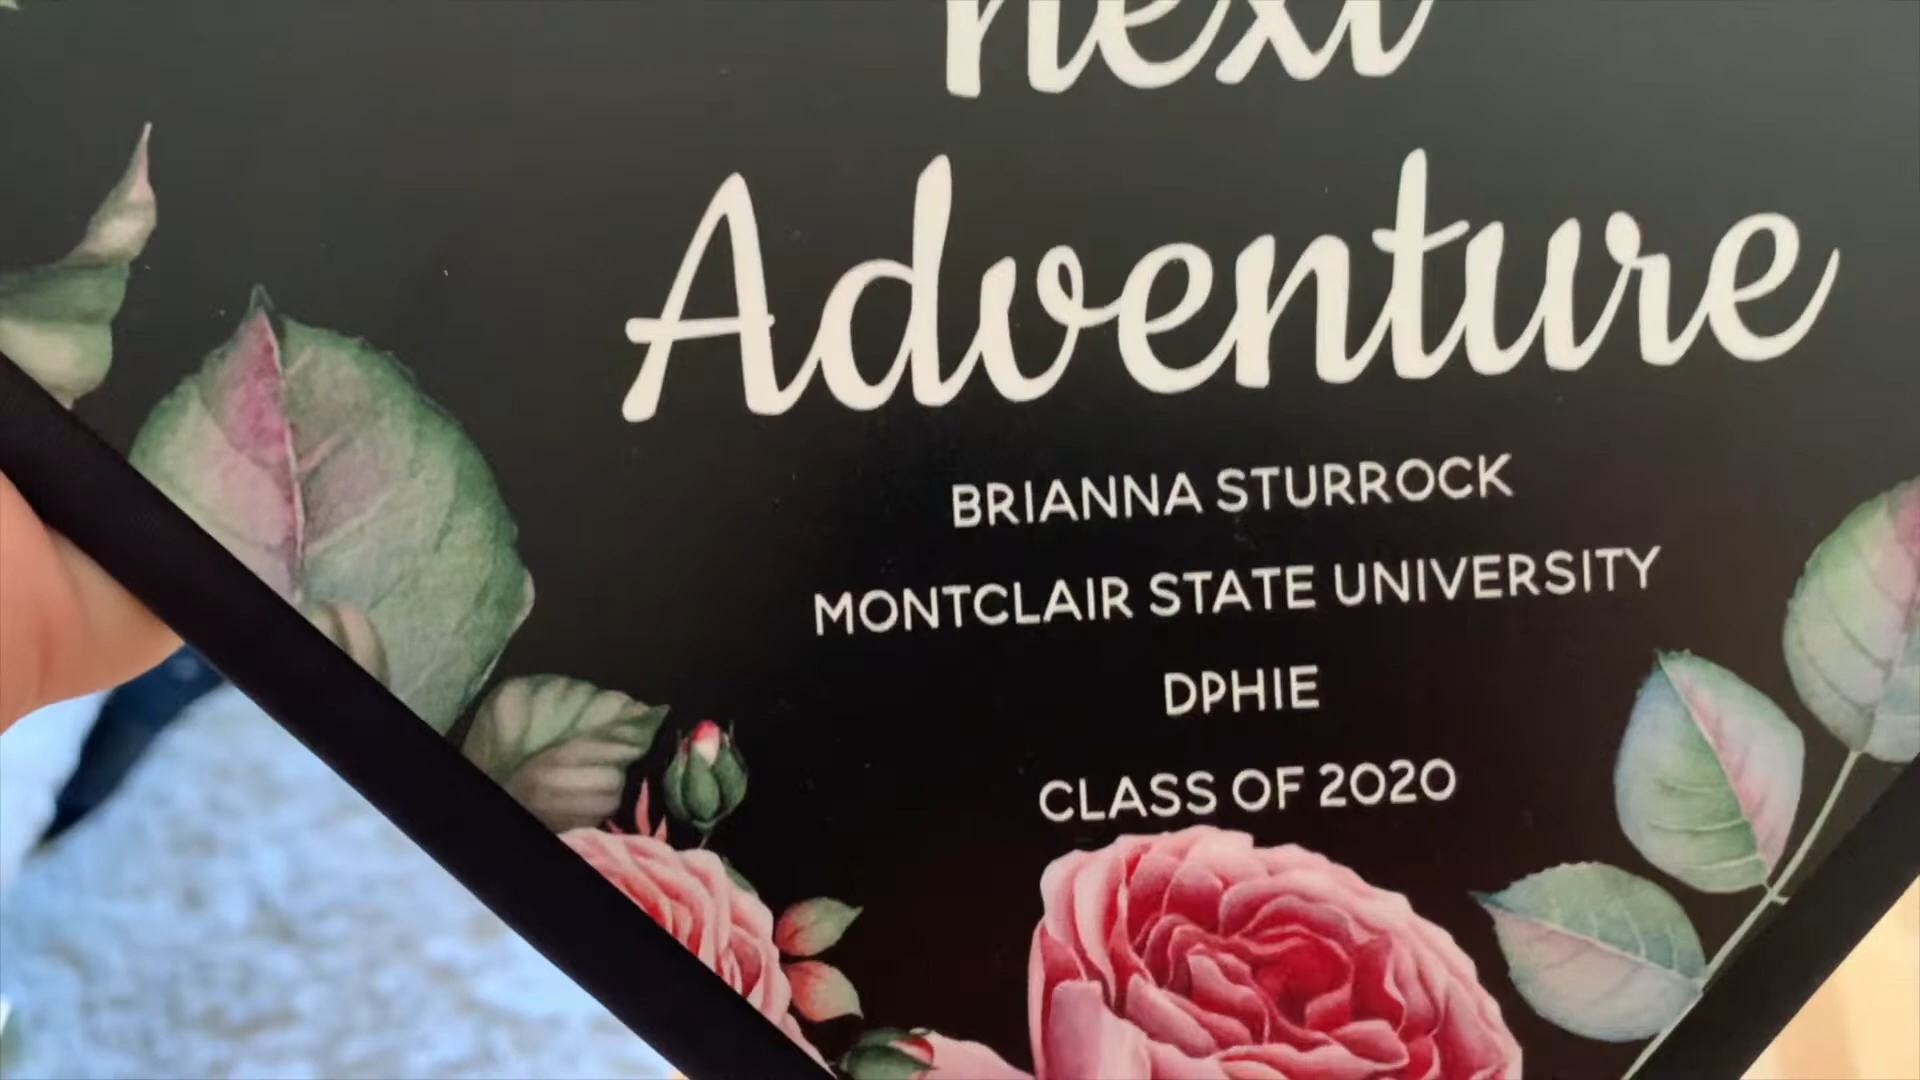 next
Adventure
BRIANNA STURROCK
MONTCLAIR STATE UNIVERSITY
DPHIE
CLASS OF 2020